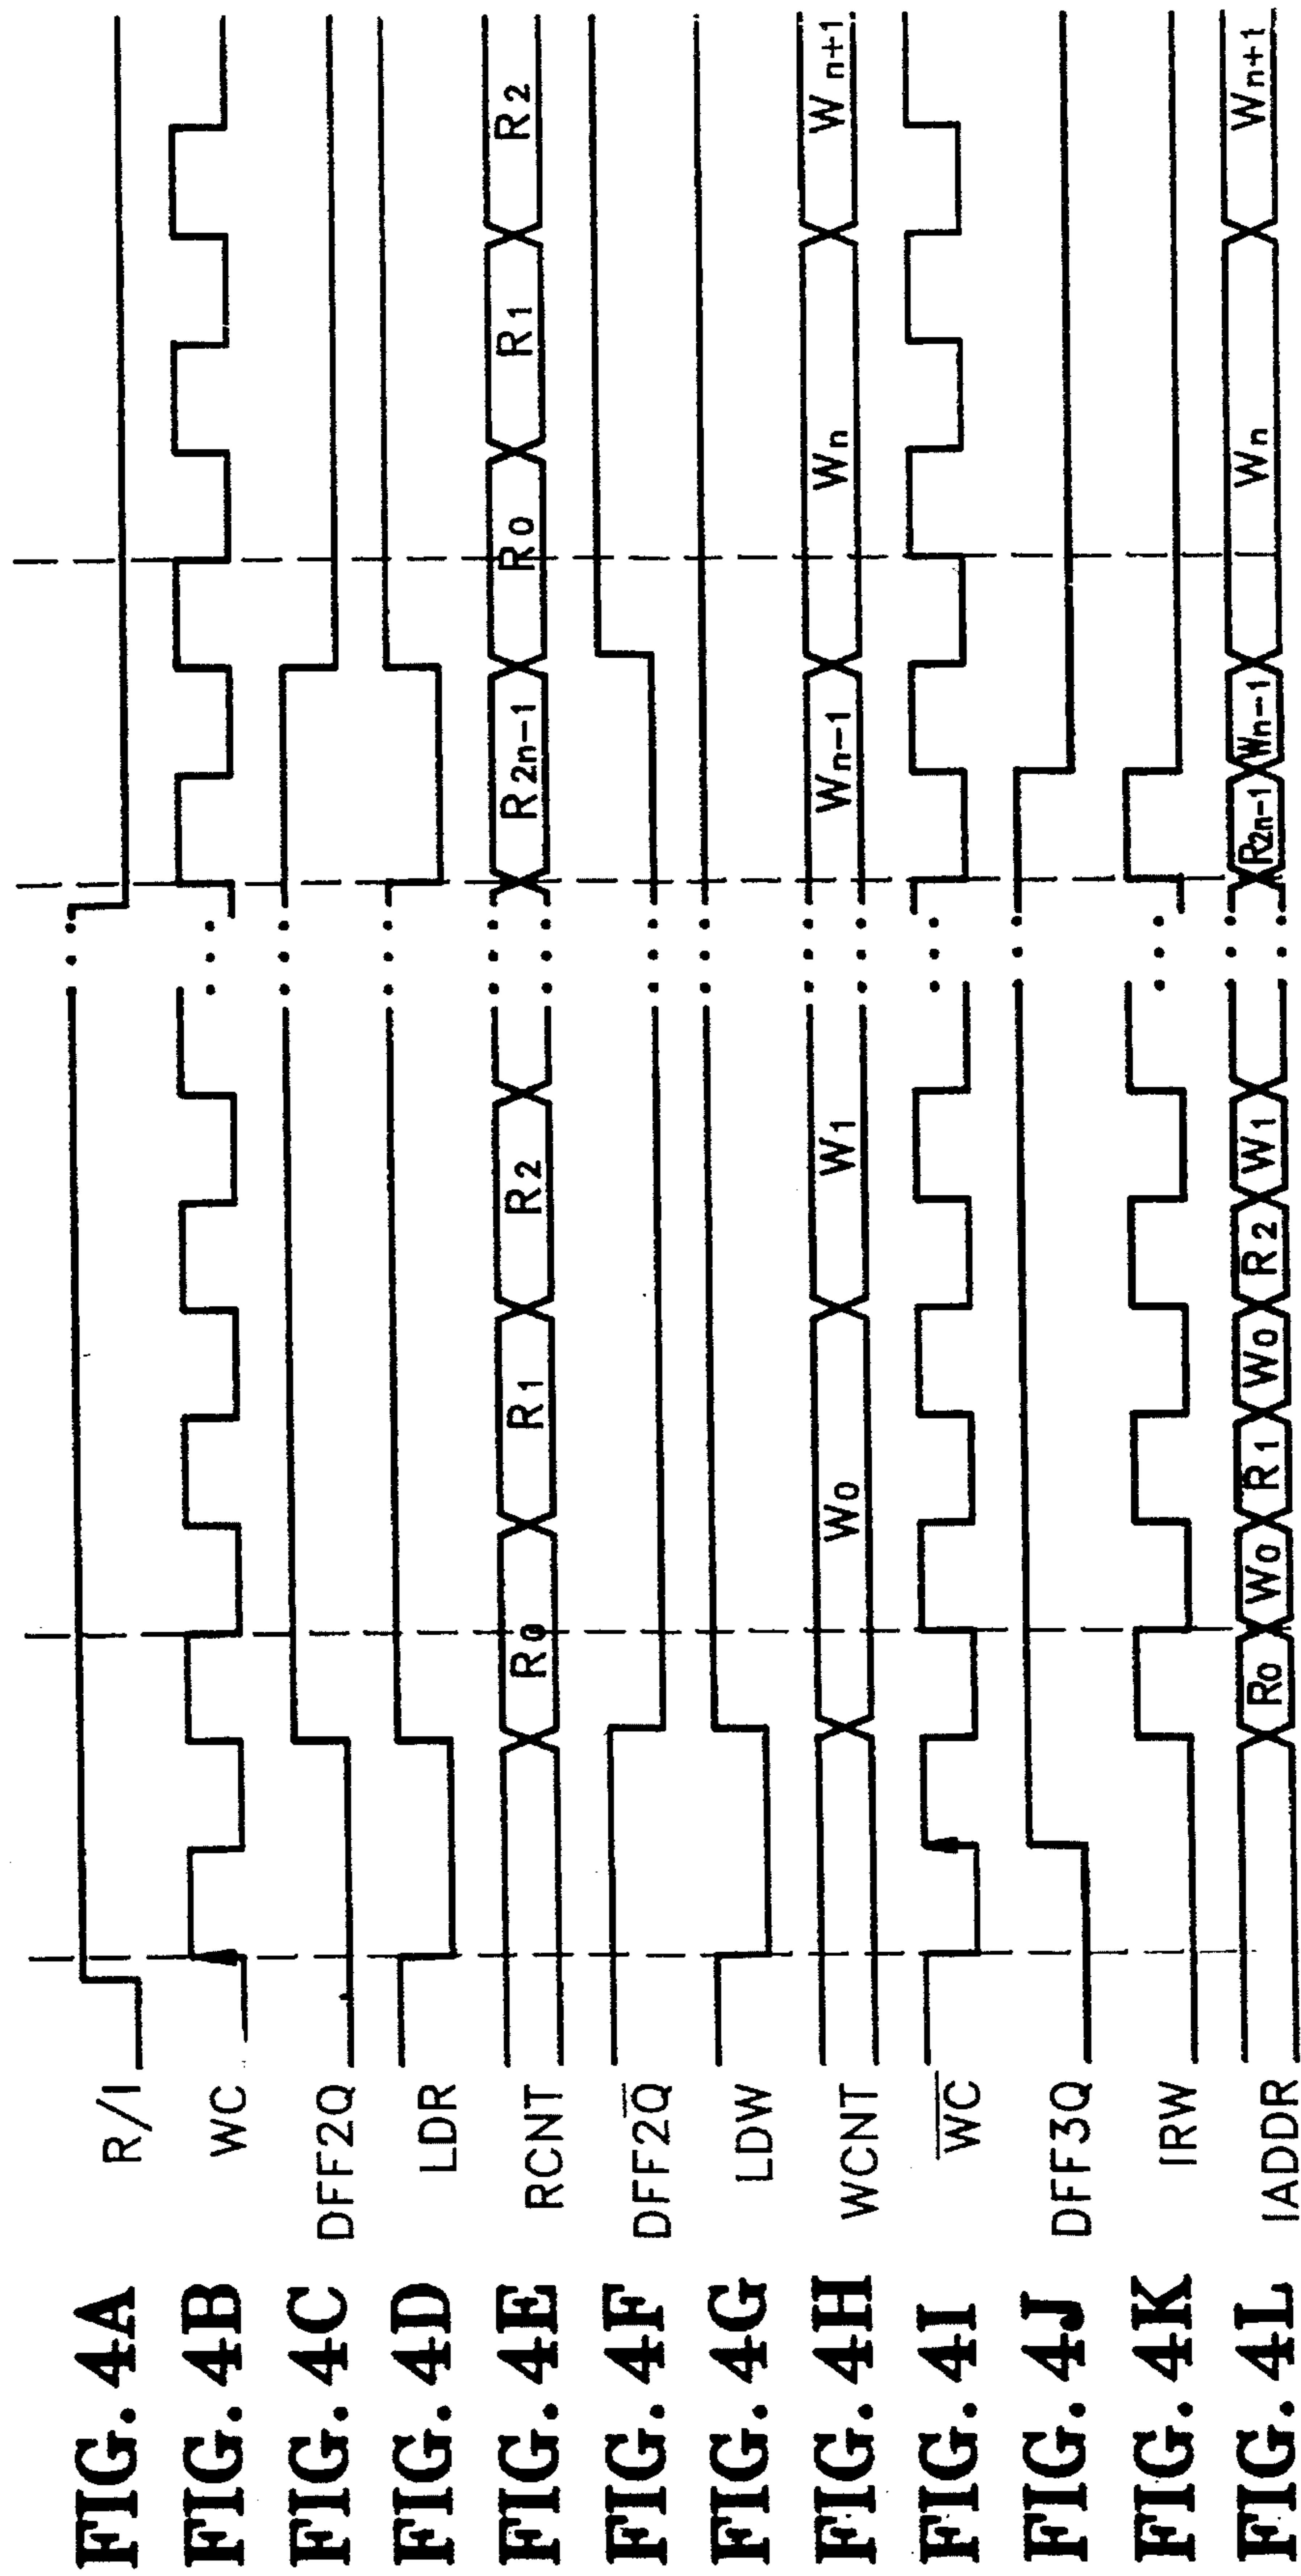 FIG. 4A R/I
FIG. 4B WC
FIG. 4C DFF2Q
FIG. 4D LDR
FIG. 4E RCNT R0 R1 R2 R2n-1 R0 R1 R2
FIG. 4F DFF2Q̅
FIG. 4G LDW
FIG. 4H WCNT W0 W1 Wn-1 Wn Wn+1
FIG. 4I W̅C̅
FIG. 4J DFF3Q
FIG. 4K IRW
FIG. 4L IADDR R0 W0 R1 W0 R2 W1 R2n-1 Wn-1 Wn Wn+1